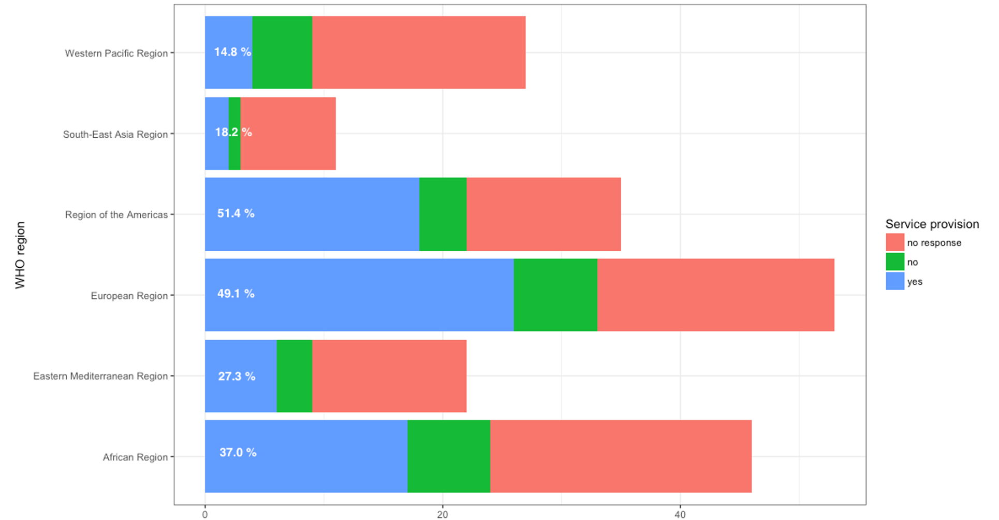 WHO region
Western Pacific Region
14.8 %
South-East Asia Region
18.2 %
Region of the Americas
51.4 %
European Region
49.1 %
Eastern Mediterranean Region
27.3 %
African Region
37.0 %
0
20
40
Service provision
no response
no
yes